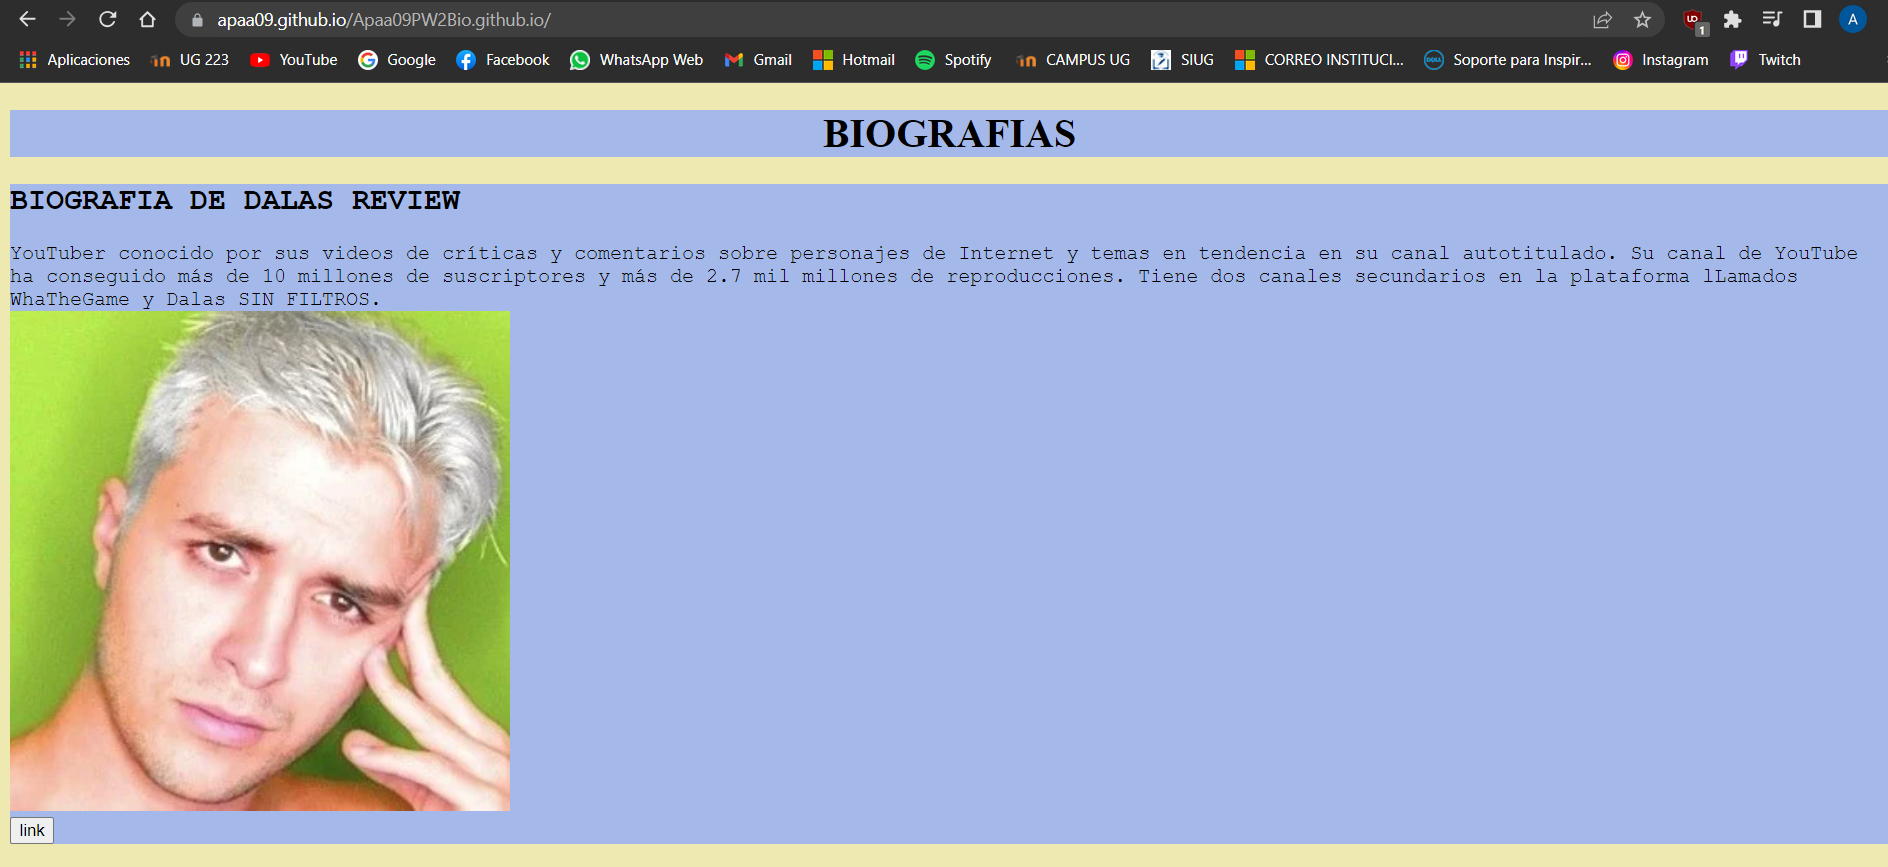 apaa09.github.io/Apaa09PW2Bio.github.io/
1
A
Aplicaciones UG 223 YouTube Google Facebook WhatsApp Web Gmail Hotmail Spotify CAMPUS UG SIUG CORREO INSTITUCI... Soporte para Inspir... Instagram Twitch
BIOGRAFIAS
BIOGRAFIA DE DALAS REVIEW
YouTuber conocido por sus videos de críticas y comentarios sobre personajes de Internet y temas en tendencia en su canal autotitulado. Su canal de YouTube
ha conseguido más de 10 millones de suscriptores y más de 2.7 mil millones de reproducciones. Tiene dos canales secundarios en la plataforma lLamados
WhaTheGame y Dalas SIN FILTROS.
link